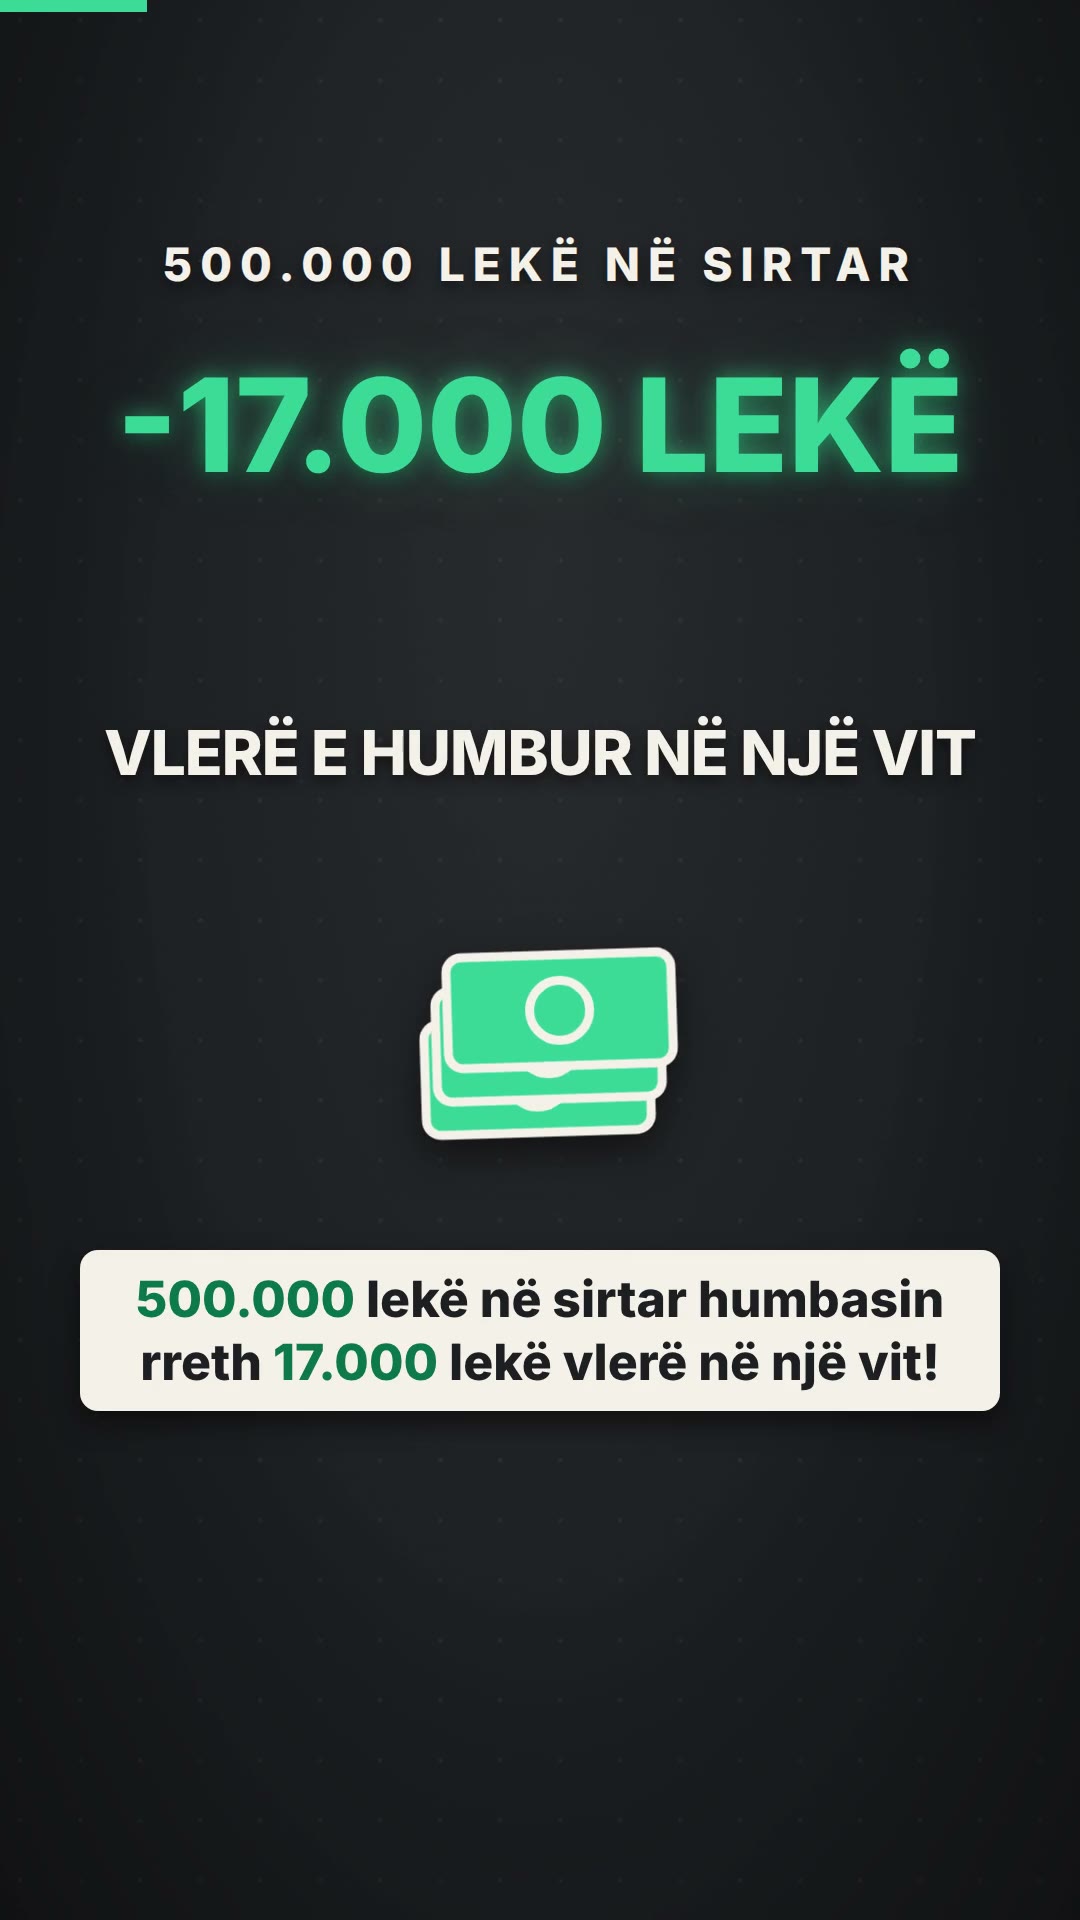 500.000 LEKË NË SIRTAR
-17.000 LEKË
VLERË E HUMBUR NË NJË VIT
500.000 lekë në sirtar humbasin
rreth 17.000 lekë vlerë në një vit!